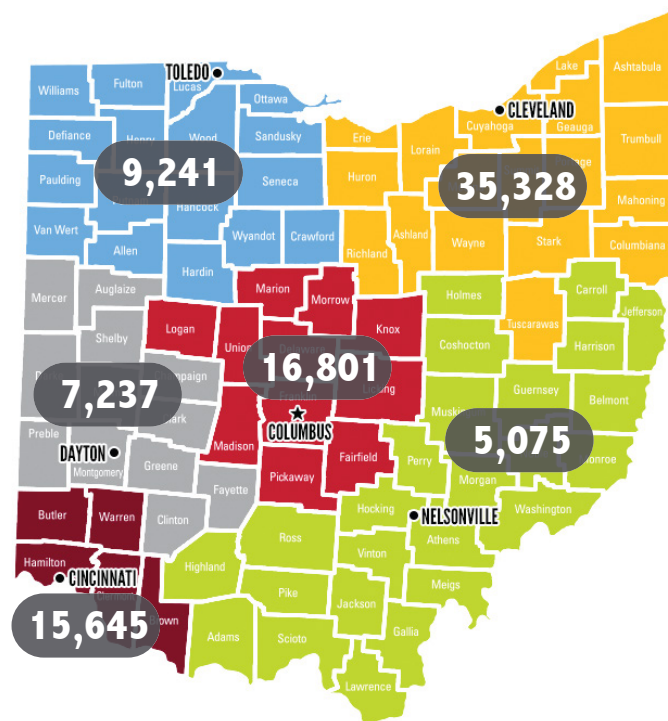 Lake
Ashtabula
TOLEDO
Fulton
Lucas
Williams
Ottawa
CLEVELAND
Cuyahoga
Geauga
Defiance
Henry
Wood
Sandusky
Erie
Lorain
Trumbull
9,241
35,328
Paulding
Seneca
Huron
Mahoning
Hancock
Van Wert
Allen
Wyandot
Crawford
Richland
Ashland
Wayne
Stark
Columbiana
Hardin
Mercer
Auglaize
Marion
Morrow
Holmes
Carroll
Jefferson
Logan
Shelby
Union
Knox
Tuscarawas
Coshocton
Harrison
16,801
7,237
Licking
Franklin
Guernsey
Belmont
COLUMBUS
Preble
Madison
5,075
DAYTON
Montgomery
Greene
Fairfield
Perry
Monroe
Pickaway
Morgan
Fayette
Butler
Warren
Clinton
Hocking
NELSONVILLE
Washington
Ross
Athens
Hamilton
CINCINNATI
Highland
Vinton
Meigs
Clermont
Pike
Jackson
15,645
Brown
Adams
Scioto
Gallia
Lawrence